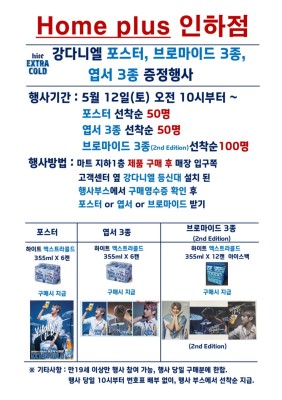 Home plus 인하점
hite
EXTRA
COLD
강다니엘 포스터, 브로마이드 3종,
엽서 3종 증정행사
행사기간 : 5월 12일(토) 오전 10시부터 ~
포스터 선착순 50명
엽서 3종 선착순 50명
브로마이드 3종(2nd Edition)선착순100명
행사방법 : 마트 지하1층 제품 구매 후 매장 입구쪽
고객센터 옆 강다니엘 등신대 설치 된
행사부스에서 구매영수증 확인 후
포스터 or 엽서 or 브로마이드 받기
포스터
엽서 3종
브로마이드 3종
(2nd Edition)
하이트 엑스트라콜드
355ml X 6캔
구매시 지급
하이트 엑스트라콜드
355ml X 6캔
구매시 지급
하이트 엑스트라콜드
355ml X 12캔 아이스백
구매시 지급
(2nd Edition)
※ 기타사항 : 만19세 이상만 행사 참여 가능, 행사 당일 구매분에 한함.
행사 당일 10시부터 번호표 배부 없이, 행사 부스에서 선착순 지급.